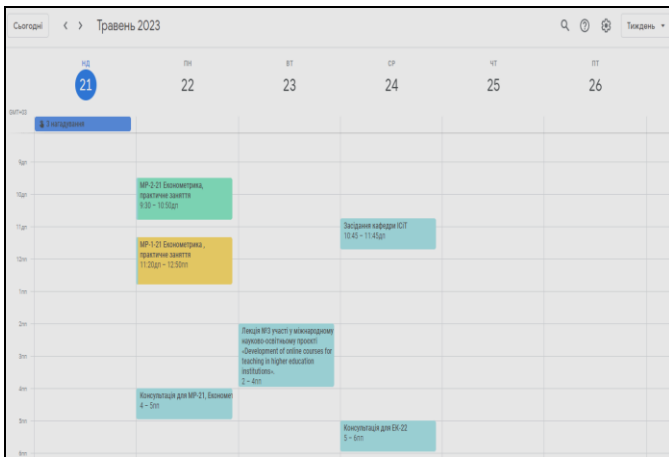 Сьогодні
Травень 2023
Тиждень
НД
ПН
ВТ
СР
ЧТ
ПТ
21
22
23
24
25
26
GMT+03
3 нагадування
9дп
10дп
11дп
12пп
1пп
2пп
3пп
4пп
5пп
6пп
МР-2-21 Економетрика,
практичне заняття
9:30 – 10:50дп
МР-1-21 Економетрика ,
практичне заняття
11:20дп – 12:50пп
Консультація для МР-21, Економет
4 – 5пп
Лекція №3 участі у міжнародному
науково-освітньому проєкті
«Development of online courses for
teaching in higher education
institutions».
2 – 4пп
Засідання кафедри ІСІТ
10:45 – 11:45дп
Консультація для ЕК-22
5 – 6пп